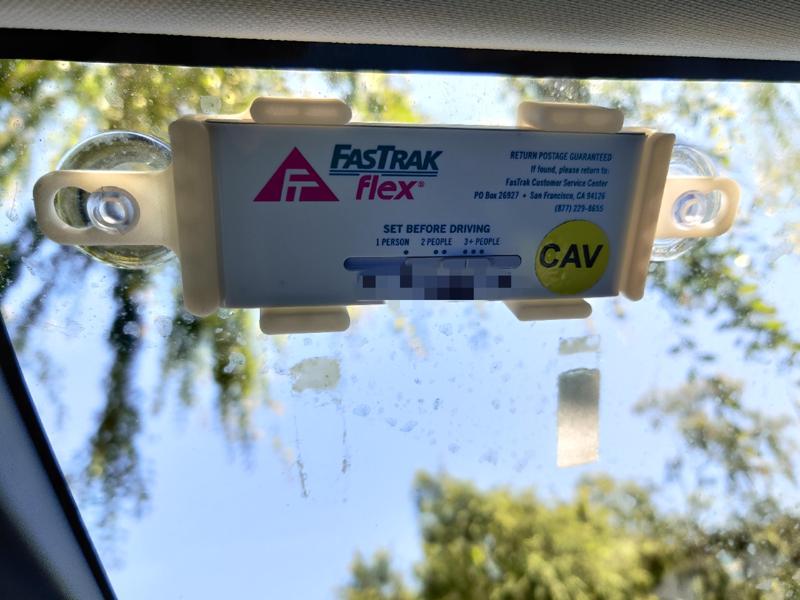 FASTRAK
flex®
RETURN POSTAGE GUARANTEED
If found, please return to:
FasTrak Customer Service Center
PO Box 26927 • San Francisco, CA 94126
(877) 229-8655
SET BEFORE DRIVING
1 PERSON 2 PEOPLE 3+ PEOPLE
CAV